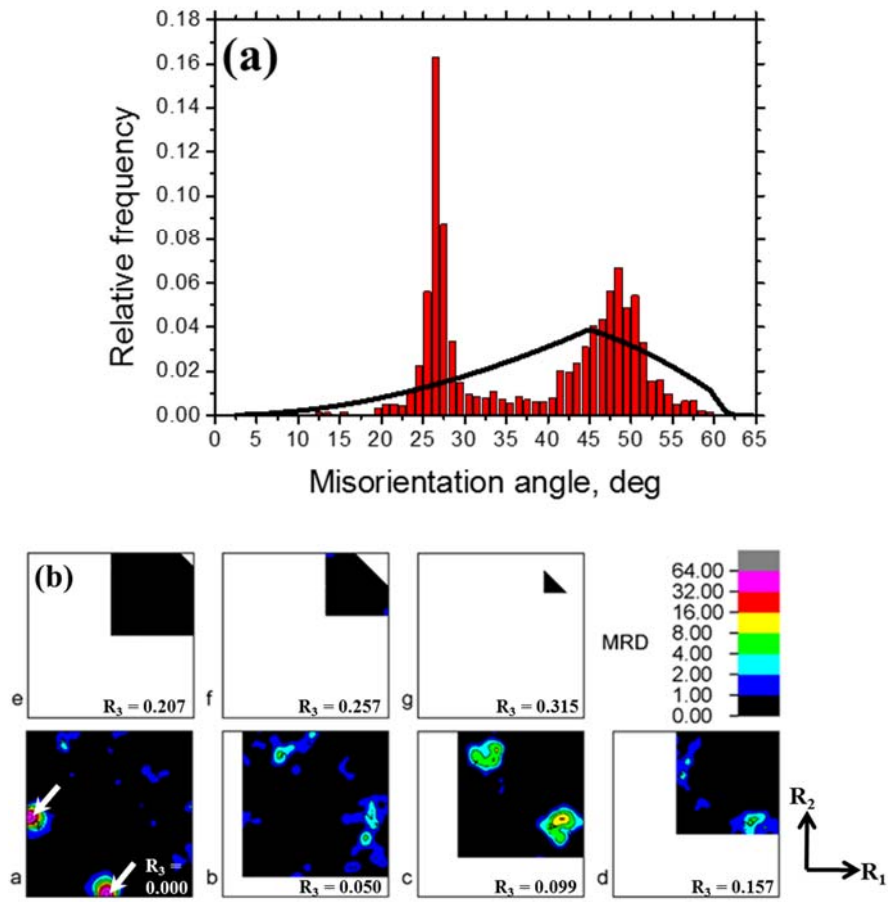 (a)
0.18
0.16
0.14
0.12
0.10
0.08
0.06
0.04
0.02
0.00
Relative frequency
0 5 10 15 20 25 30 35 40 45 50 55 60 65
Misorientation angle, deg
(b)
e
R3 = 0.207
f
R3 = 0.257
g
R3 = 0.315
MRD
64.00
32.00
16.00
8.00
4.00
2.00
1.00
0.00
a
R3 =
0.000
b
R3 = 0.050
c
R3 = 0.099
d
R3 = 0.157
R2
R1